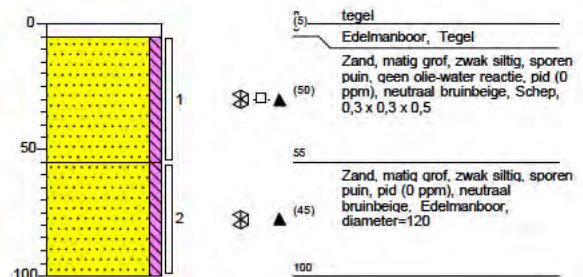 0
(5)
tegel
Edelmanboor, Tegel
Zand, matig grof, zwak siltig, sporen
puin, geen olie-water reactie, pid (0
ppm), neutraal bruinbeige, Schep,
0,3 x 0,3 x 0,5
1
(50)
50
55
Zand, matig grof, zwak siltig, sporen
puin, pid (0 ppm), neutraal
bruinbeige, Edelmanboor,
diameter=120
2
(45)
100
100